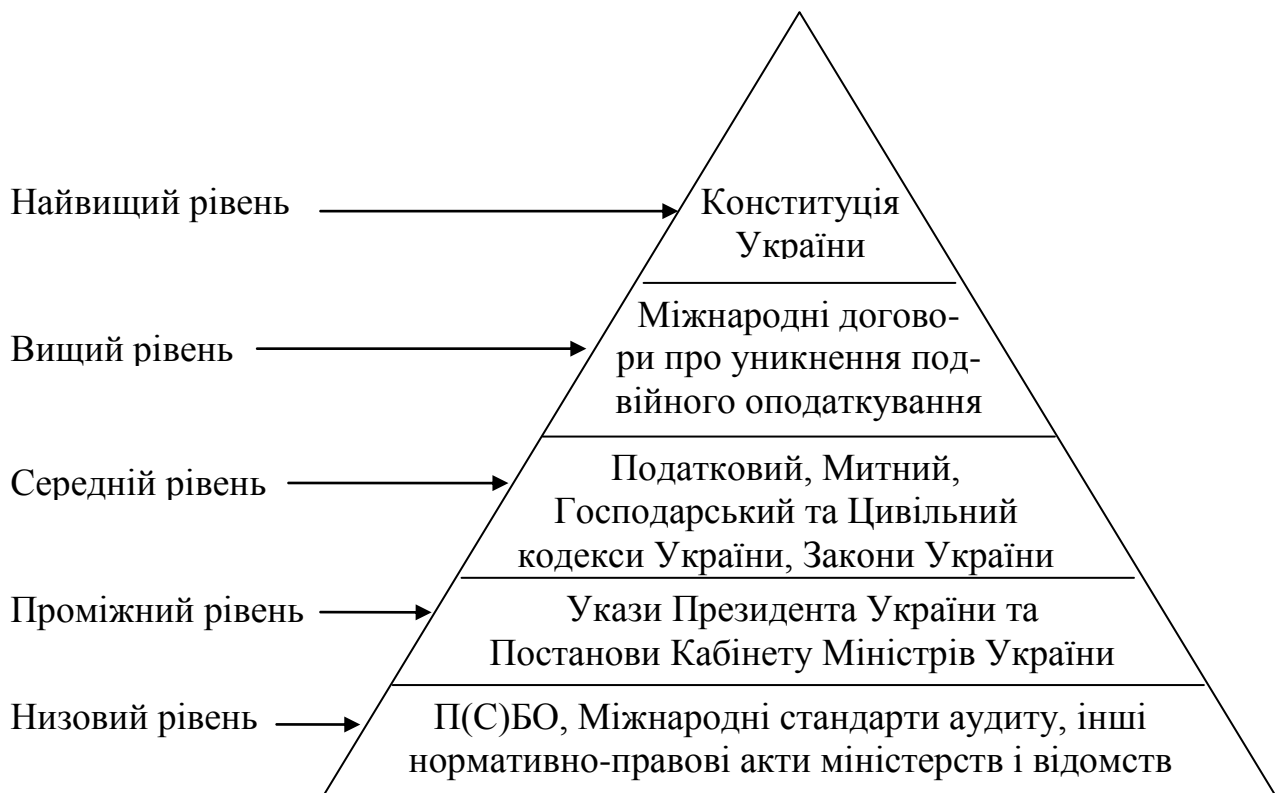 Найвищий рівень
Конституція
України
Вищий рівень
Міжнародні догово-
ри про уникнення под-
війного оподаткування
Середній рівень
Податковий, Митний,
Господарський та Цивільний
кодекси України, Закони України
Проміжний рівень
Укази Президента України та
Постанови Кабінету Міністрів України
Низовий рівень
П(С)БО, Міжнародні стандарти аудиту, інші
нормативно-правові акти міністерств і відомств